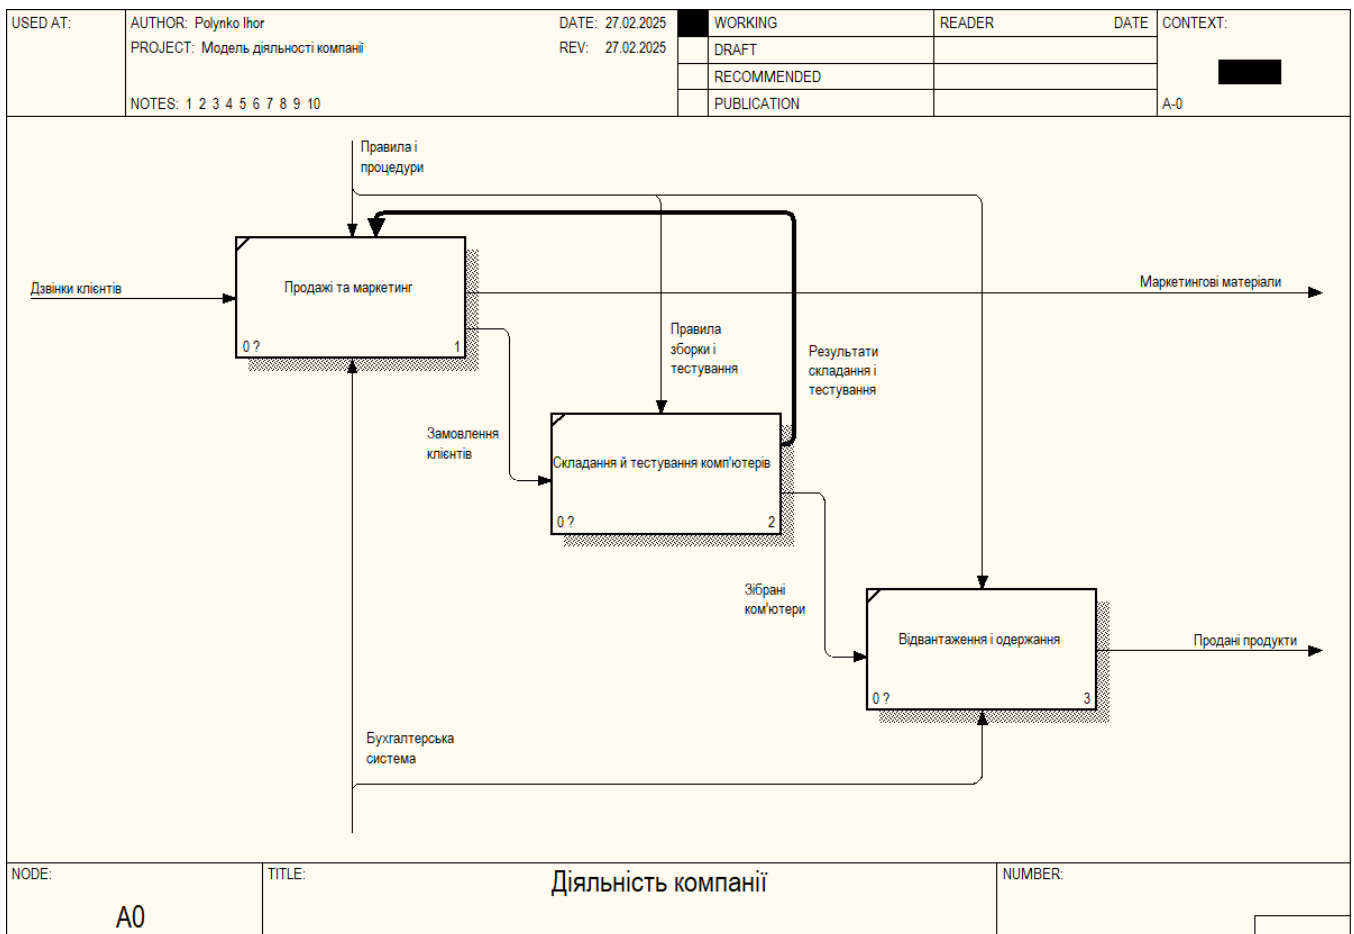 USED AT:
AUTHOR: Polynko Ihor
DATE: 27.02.2025
WORKING
READER
DATE
CONTEXT:
PROJECT: Модель діяльності компанії
REV: 27.02.2025
DRAFT
RECOMMENDED
NOTES: 1 2 3 4 5 6 7 8 9 10
PUBLICATION
A-0
Правила і
процедури
Дзвінки клієнтів
Продажі та маркетинг
0 ?
1
Маркетингові матеріали
Правила
зборки і
тестування
Результати
складання і
тестування
Замовлення
клієнтів
Складання й тестування комп'ютерів
0 ?
2
Зібрані
ком'ютери
Відвантаження і одержання
0 ?
3
Продані продукти
Бухгалтерська
система
NODE:
A0
TITLE:
Діяльність компанії
NUMBER: